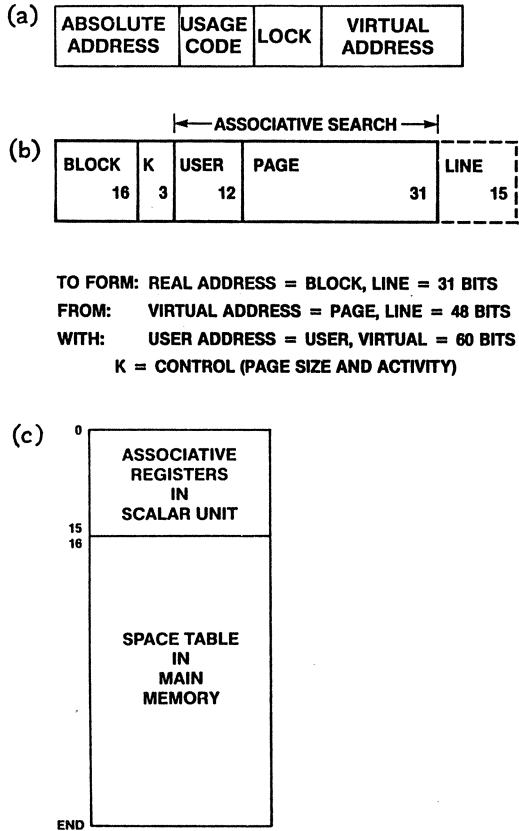 (a)
ABSOLUTE ADDRESS
USAGE CODE
LOCK
VIRTUAL ADDRESS
ASSOCIATIVE SEARCH
(b)
BLOCK K USER PAGE LINE
16 3 12 31 15
TO FORM: REAL ADDRESS = BLOCK, LINE = 31 BITS
FROM: VIRTUAL ADDRESS = PAGE, LINE = 48 BITS
WITH: USER ADDRESS = USER, VIRTUAL = 60 BITS
K = CONTROL (PAGE SIZE AND ACTIVITY)
(c)
0
ASSOCIATIVE
REGISTERS
IN
SCALAR UNIT
15
16
SPACE TABLE
IN
MAIN
MEMORY
END